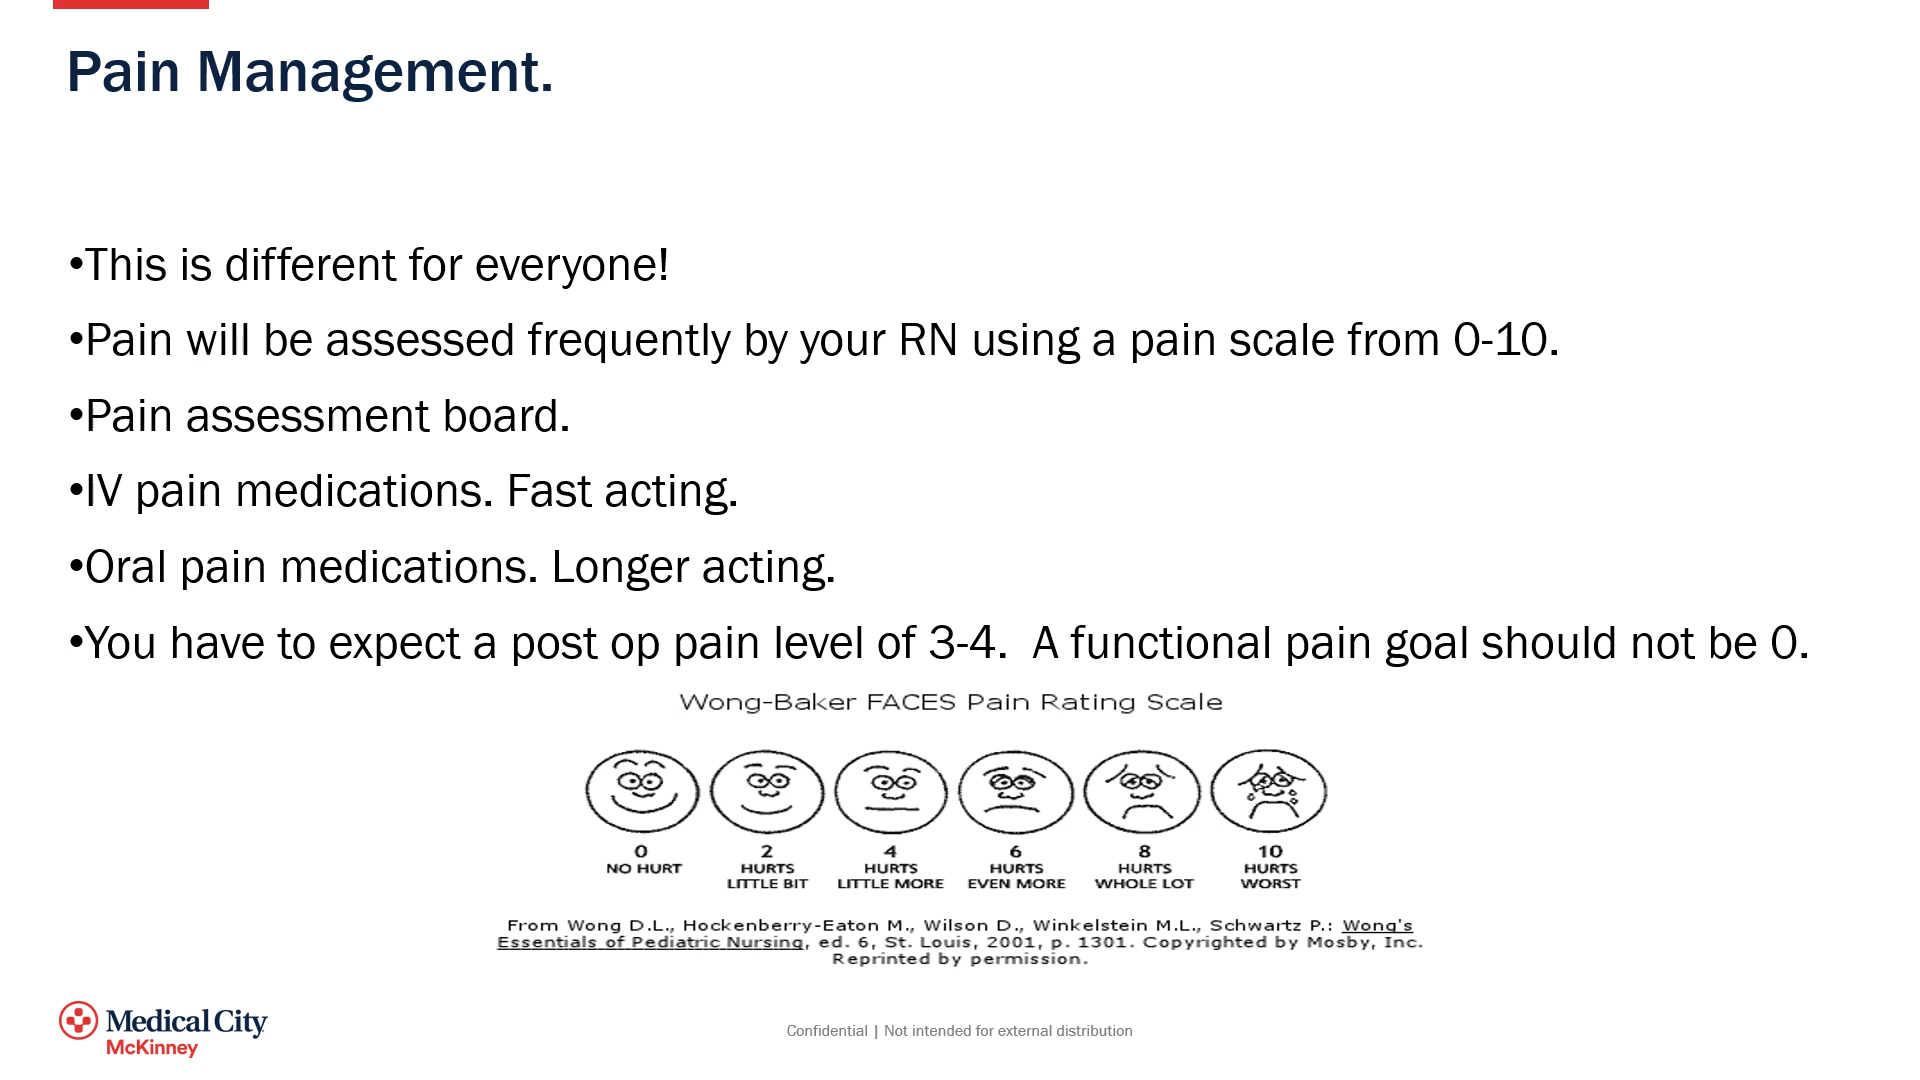 Pain Management.
•This is different for everyone!
•Pain will be assessed frequently by your RN using a pain scale from 0-10.
•Pain assessment board.
•IV pain medications. Fast acting.
•Oral pain medications. Longer acting.
•You have to expect a post op pain level of 3-4.  A functional pain goal should not be 0.
Wong-Baker FACES Pain Rating Scale
0 2 4 6 8 10
NO HURT HURTS HURTS HURTS HURTS HURTS
LITTLE BIT LITTLE MORE EVEN MORE WHOLE LOT WORST
From Wong D.L., Hockenberry-Eaton M., Wilson D., Winkelstein M.L., Schwartz P.: Wong's
Essentials of Pediatric Nursing, ed. 6, St. Louis, 2001, p. 1301. Copyrighted by Mosby, Inc.
Reprinted by permission.
Medical City
McKinney
Confidential | Not intended for external distribution